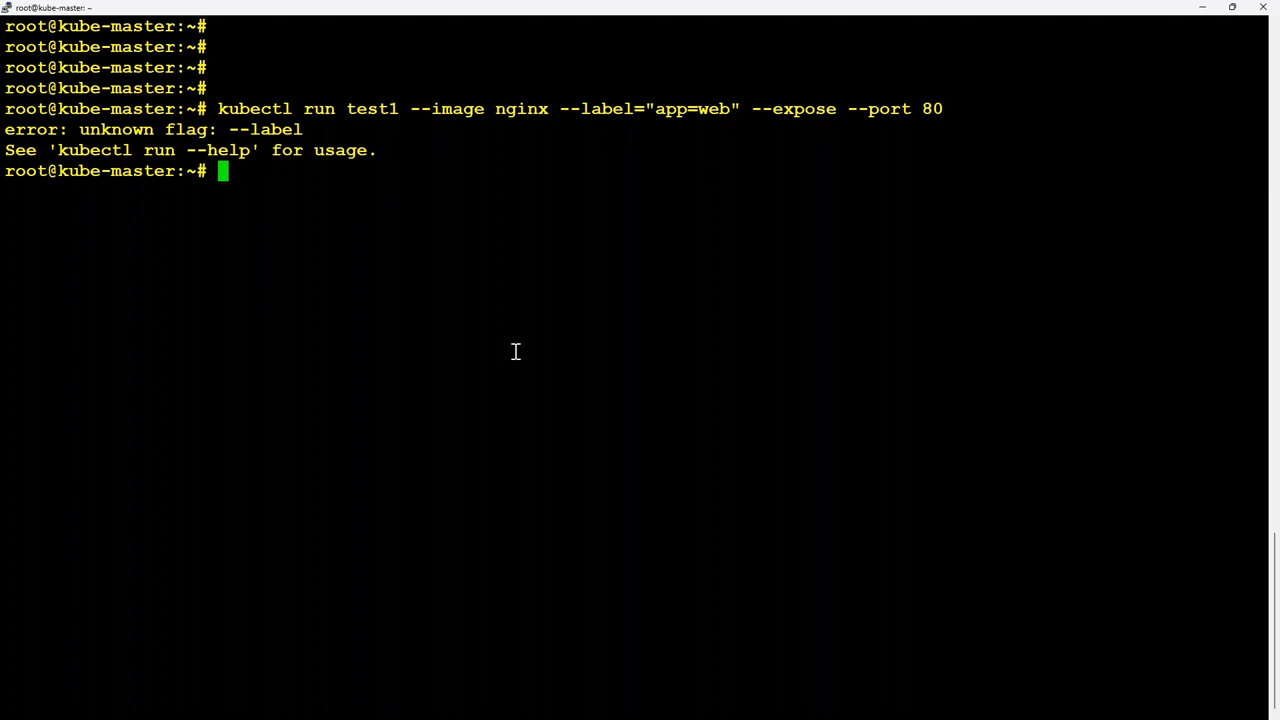 root@kube-master: ~
root@kube-master:~#
root@kube-master:~#
root@kube-master:~#
root@kube-master:~#
root@kube-master:~# kubectl run test1 --image nginx --label="app=web" --expose --port 80
error: unknown flag: --label
See 'kubectl run --help' for usage.
root@kube-master:~#